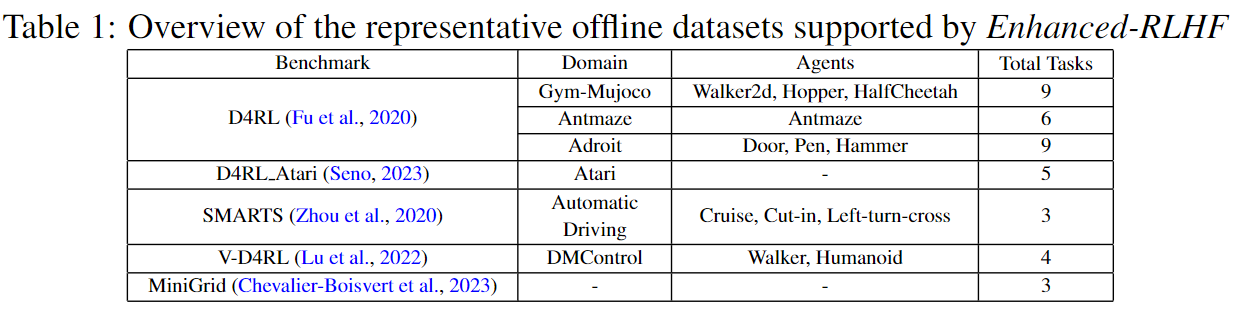 Table 1: Overview of the representative offline datasets supported by Enhanced-RLHF
Benchmark Domain Agents Total Tasks
D4RL (Fu et al., 2020) Gym-Mujoco Walker2d, Hopper, HalfCheetah 9
Antmaze Antmaze 6
Adroit Door, Pen, Hammer 9
D4RL_Atari (Seno, 2023) Atari - 5
SMARTS (Zhou et al., 2020) Automatic Driving Cruise, Cut-in, Left-turn-cross 3
V-D4RL (Lu et al., 2022) DMControl Walker, Humanoid 4
MiniGrid (Chevalier-Boisvert et al., 2023) - - 3